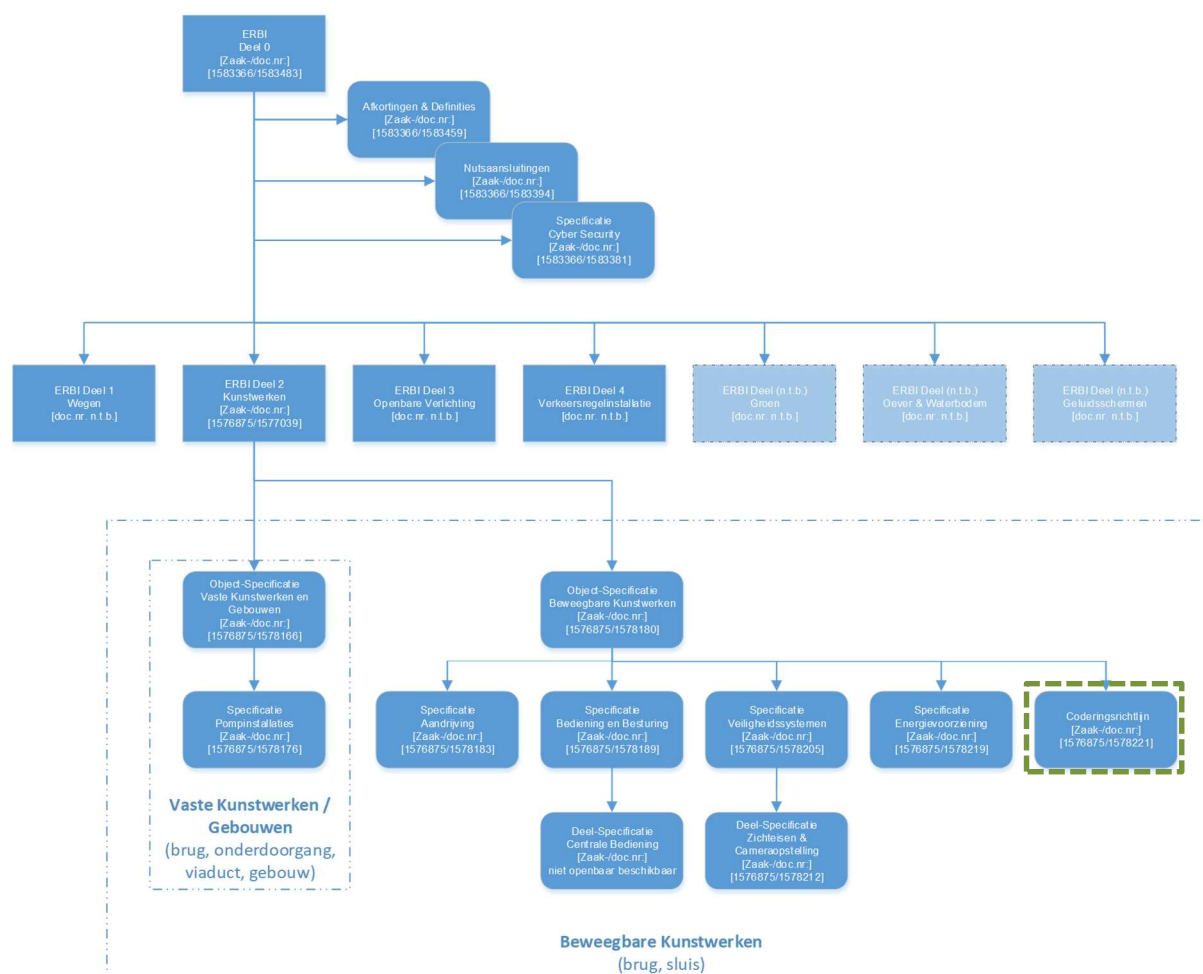 ERBI
Deel 0
[Zaak-/doc.nr:]
[1583366/1583483]
Afkortingen & Definities
[Zaak-/doc.nr:]
[1583366/1583459]
Nutsaansluitingen
[Zaak-/doc.nr:]
[1583366/1583394]
Specificatie
Cyber Security
[Zaak-/doc.nr:]
[1583366/1583381]
ERBI Deel 1
Wegen
[doc.nr. n.t.b.]
ERBI Deel 2
Kunstwerken
[Zaak-/doc.nr:]
[1576875/1577039]
ERBI Deel 3
Openbare Verlichting
[doc.nr. n.t.b.]
ERBI Deel 4
Verkeersregelinstallatie
[doc.nr. n.t.b.]
ERBI Deel (n.t.b.)
Groen
[doc.nr. n.t.b.]
ERBI Deel (n.t.b.)
Oever & Waterbodem
[doc.nr. n.t.b.]
ERBI Deel (n.t.b.)
Geluidsschermen
[doc.nr. n.t.b.]
Object-Specificatie
Vaste Kunstwerken en
Gebouwen
[Zaak-/doc.nr:]
[1576875/1578166]
Object-Specificatie
Beweegbare Kunstwerken
[Zaak-/doc.nr:]
[1576875/1578180]
Specificatie
Pompinstallaties
[Zaak-/doc.nr:]
[1576875/1578176]
Specificatie
Aandrijving
[Zaak-/doc.nr:]
[1576875/1578183]
Specificatie
Bediening en Besturing
[Zaak-/doc.nr:]
[1576875/1578189]
Specificatie
Veiligheidssystemen
[Zaak-/doc.nr:]
[1576875/1578205]
Specificatie
Energievoorziening
[Zaak-/doc.nr:]
[1576875/1578219]
Coderingsrichtlijn
[Zaak-/doc.nr:]
[1576875/1578221]
Vaste Kunstwerken /
Gebouwen
(brug, onderdoorgang,
viaduct, gebouw)
Deel-Specificatie
Centrale Bediening
[Zaak-/doc.nr:]
niet openbaar beschikbaar
Deel-Specificatie
Zichteisen &
Cameraopstelling
[Zaak-/doc.nr:]
[1576875/1578212]
Beweegbare Kunstwerken
(brug, sluis)